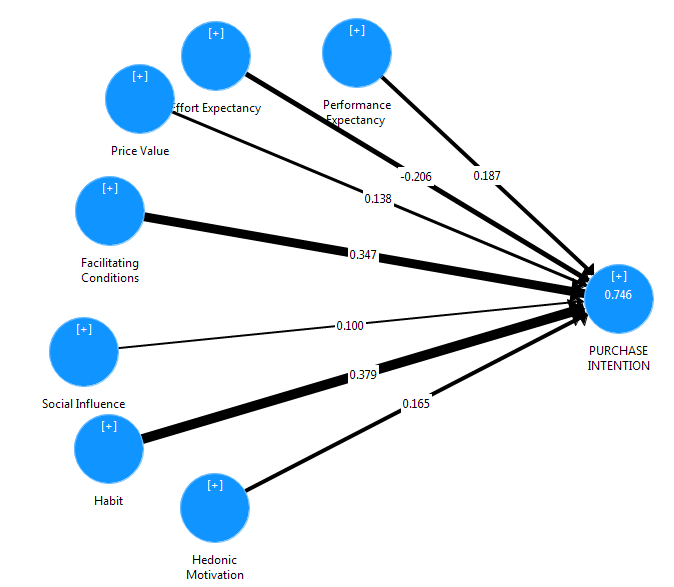 [+]
Performance
Expectancy
[+]
Effort Expectancy
[+]
Price Value
-0.206
0.187
0.138
[+]
Facilitating
Conditions
0.347
[+]
0.746
PURCHASE
INTENTION
[+]
Social Influence
0.100
0.379
[+]
Habit
0.165
[+]
Hedonic
Motivation